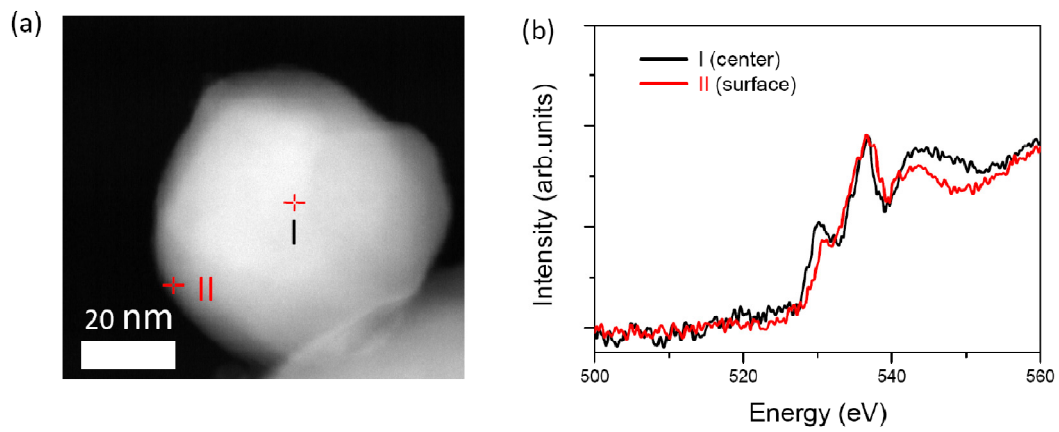 (a)
I
II
20 nm
(b)
I (center)
II (surface)
Intensity (arb.units)
500
520
540
560
Energy (eV)